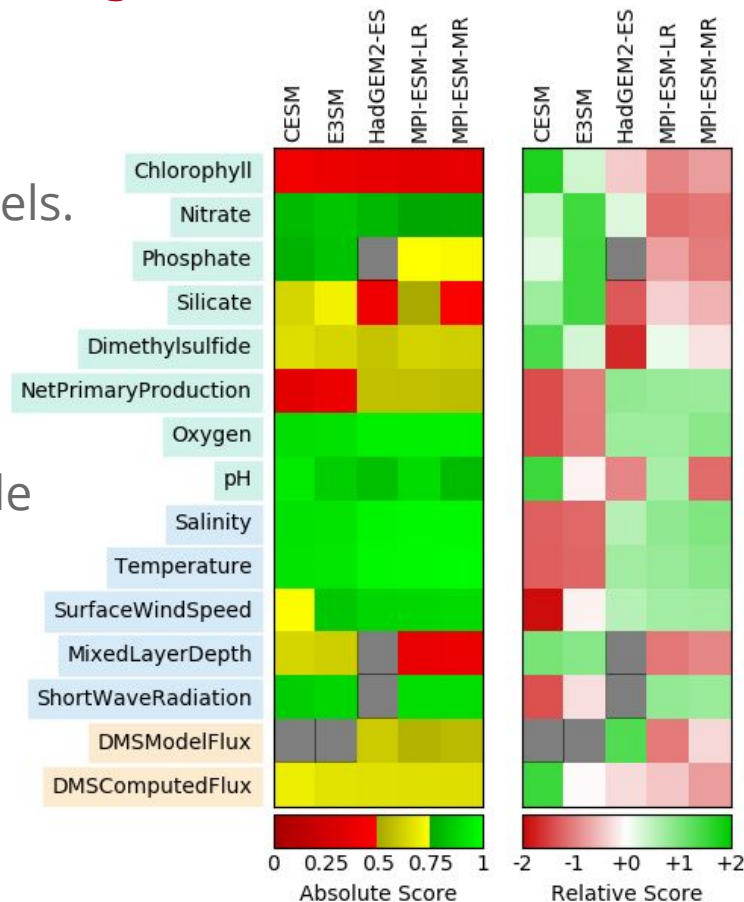 CESM E3SM HadGEM2-ES MPI-ESM-LR MPI-ESM-MR CESM E3SM HadGEM2-ES MPI-ESM-LR MPI-ESM-MR
Chlorophyll
els.
Nitrate
Phosphate
Silicate
Dimethylsulfide
NetPrimaryProduction
Oxygen
pH
le
Salinity
Temperature
SurfaceWindSpeed
MixedLayerDepth
ShortWaveRadiation
DMSModelFlux
DMSComputedFlux
0 0.25 0.5 0.75 1 -2 -1 +0 +1 +2
Absolute Score Relative Score